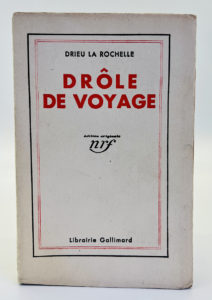 DRIEU LA ROCHELLE
DRÔLE
DE VOYAGE
édition originale
nrf
Librairie Gallimard